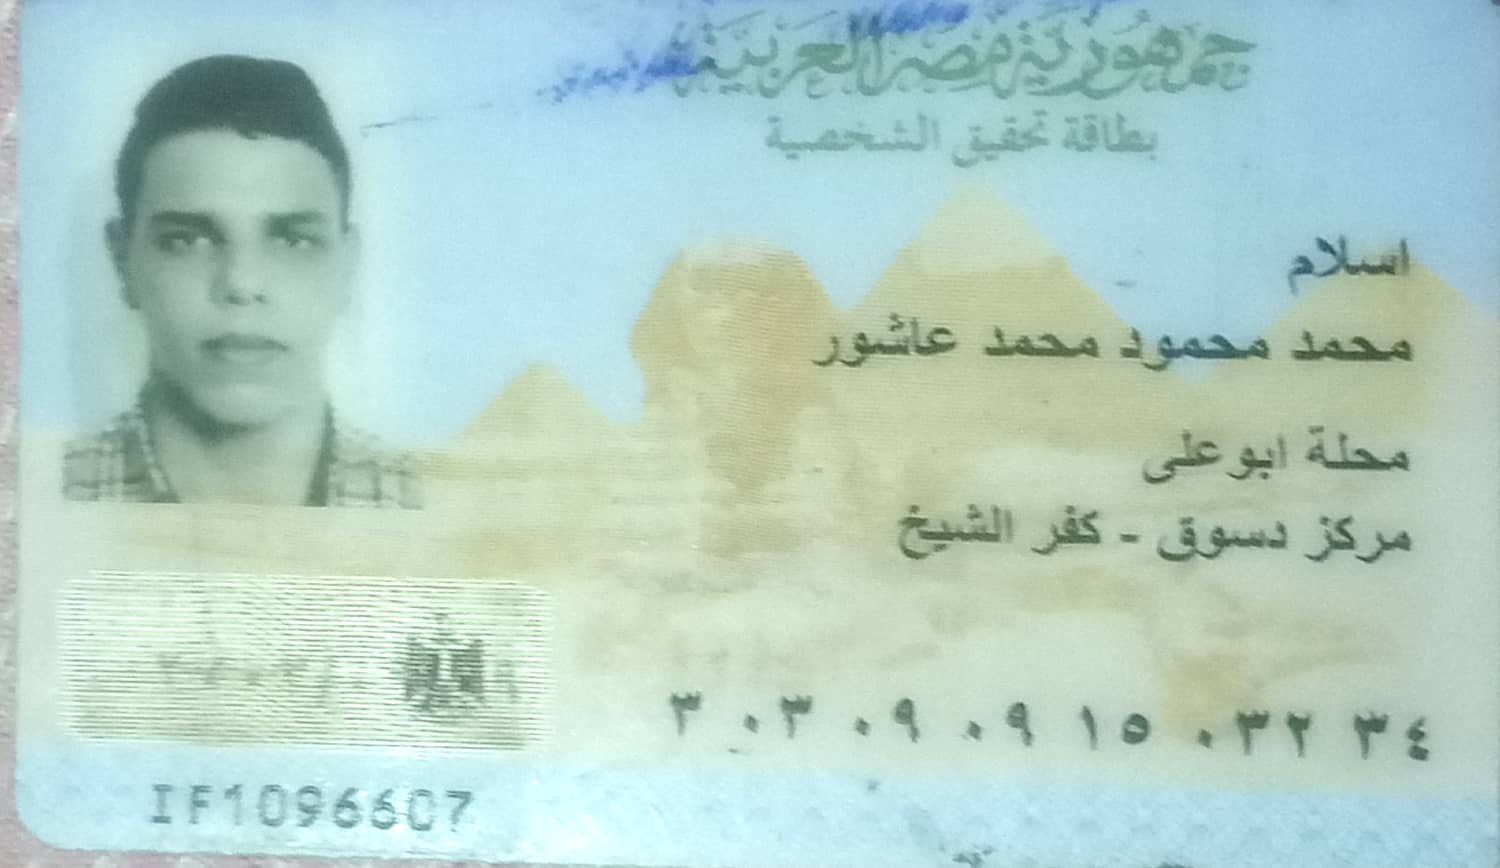 جمهورية مصر العربية
بطاقة تحقيق الشخصية
اسلام
محمد محمود محمد عاشور
محلة ابوعلى
مركز دسوق - كفر الشيخ
٣٠٣٠٩٠٩١٥٠٣٢٣٤
IF1096607